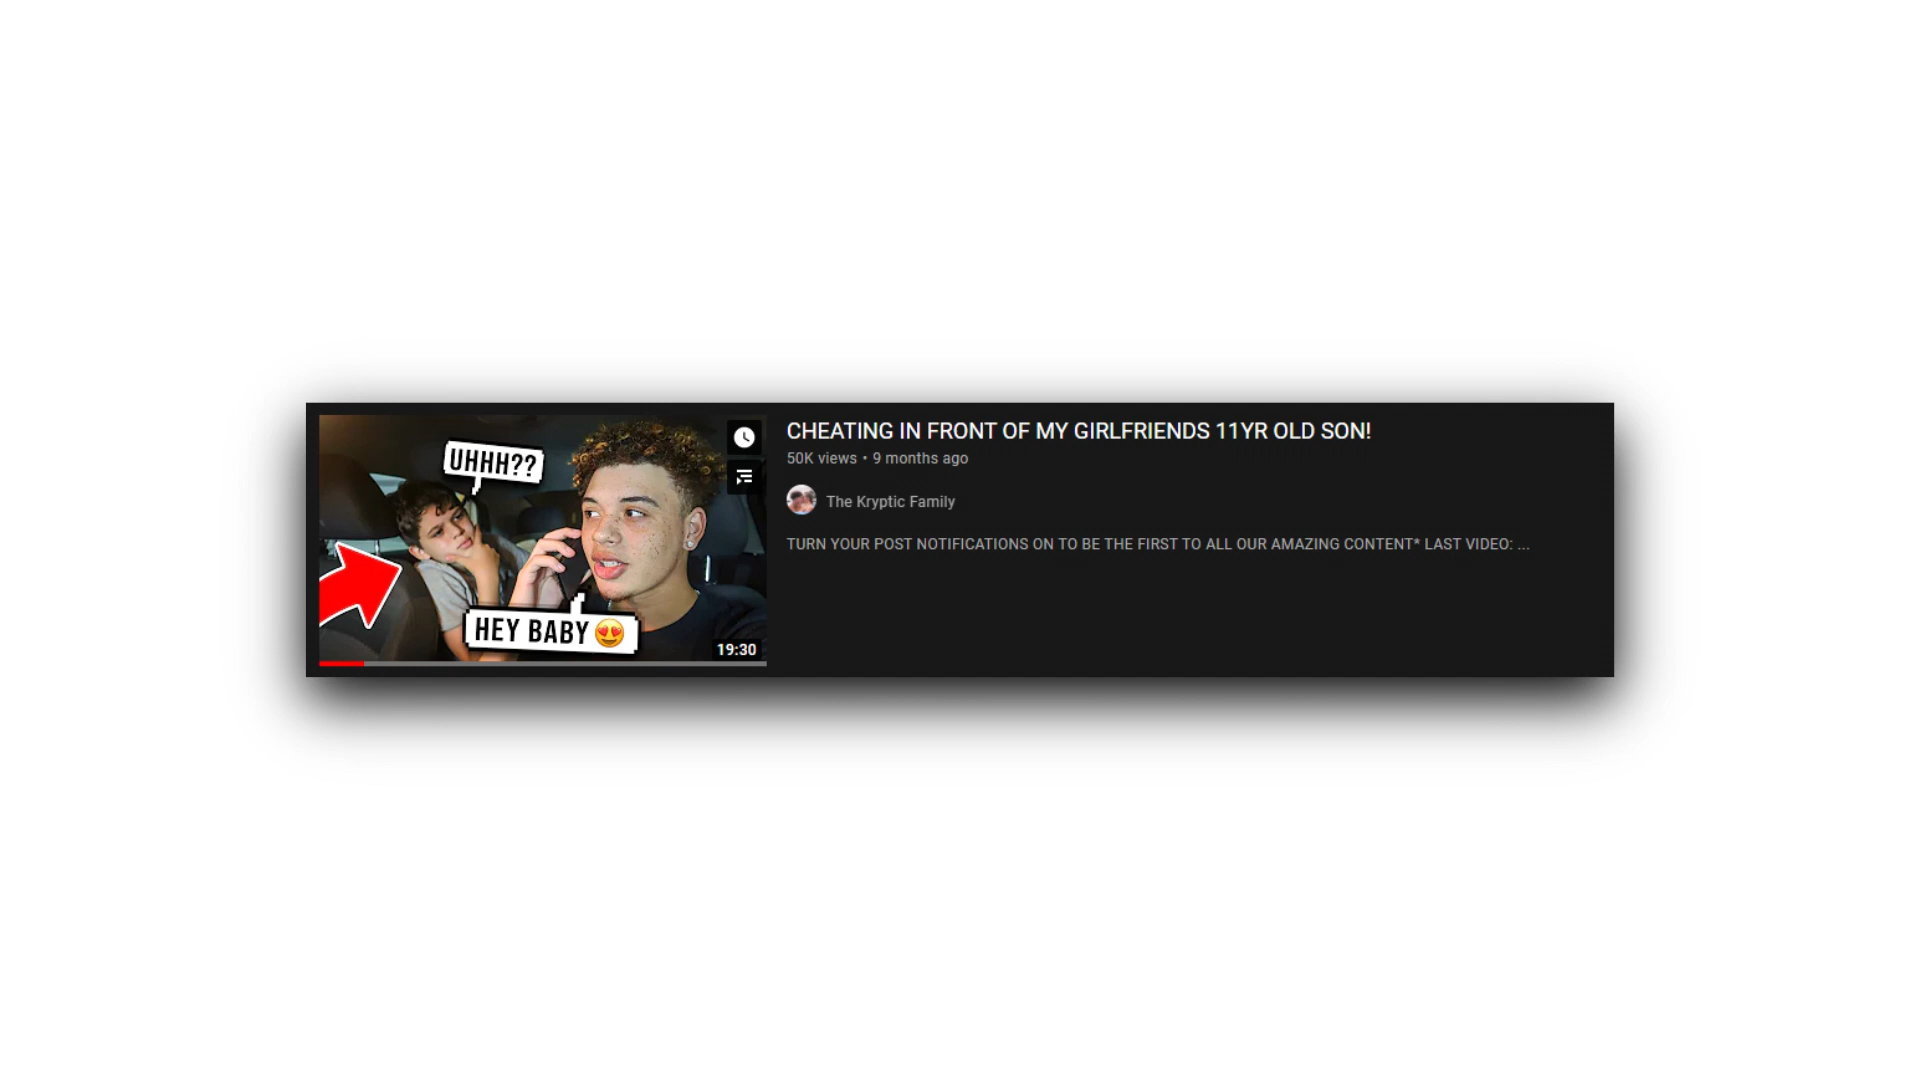 UHHH??
HEY BABY😍
19:30
CHEATING IN FRONT OF MY GIRLFRIENDS 11YR OLD SON!
50K views • 9 months ago
The Kryptic Family
TURN YOUR POST NOTIFICATIONS ON TO BE THE FIRST TO ALL OUR AMAZING CONTENT* LAST VIDEO: ...